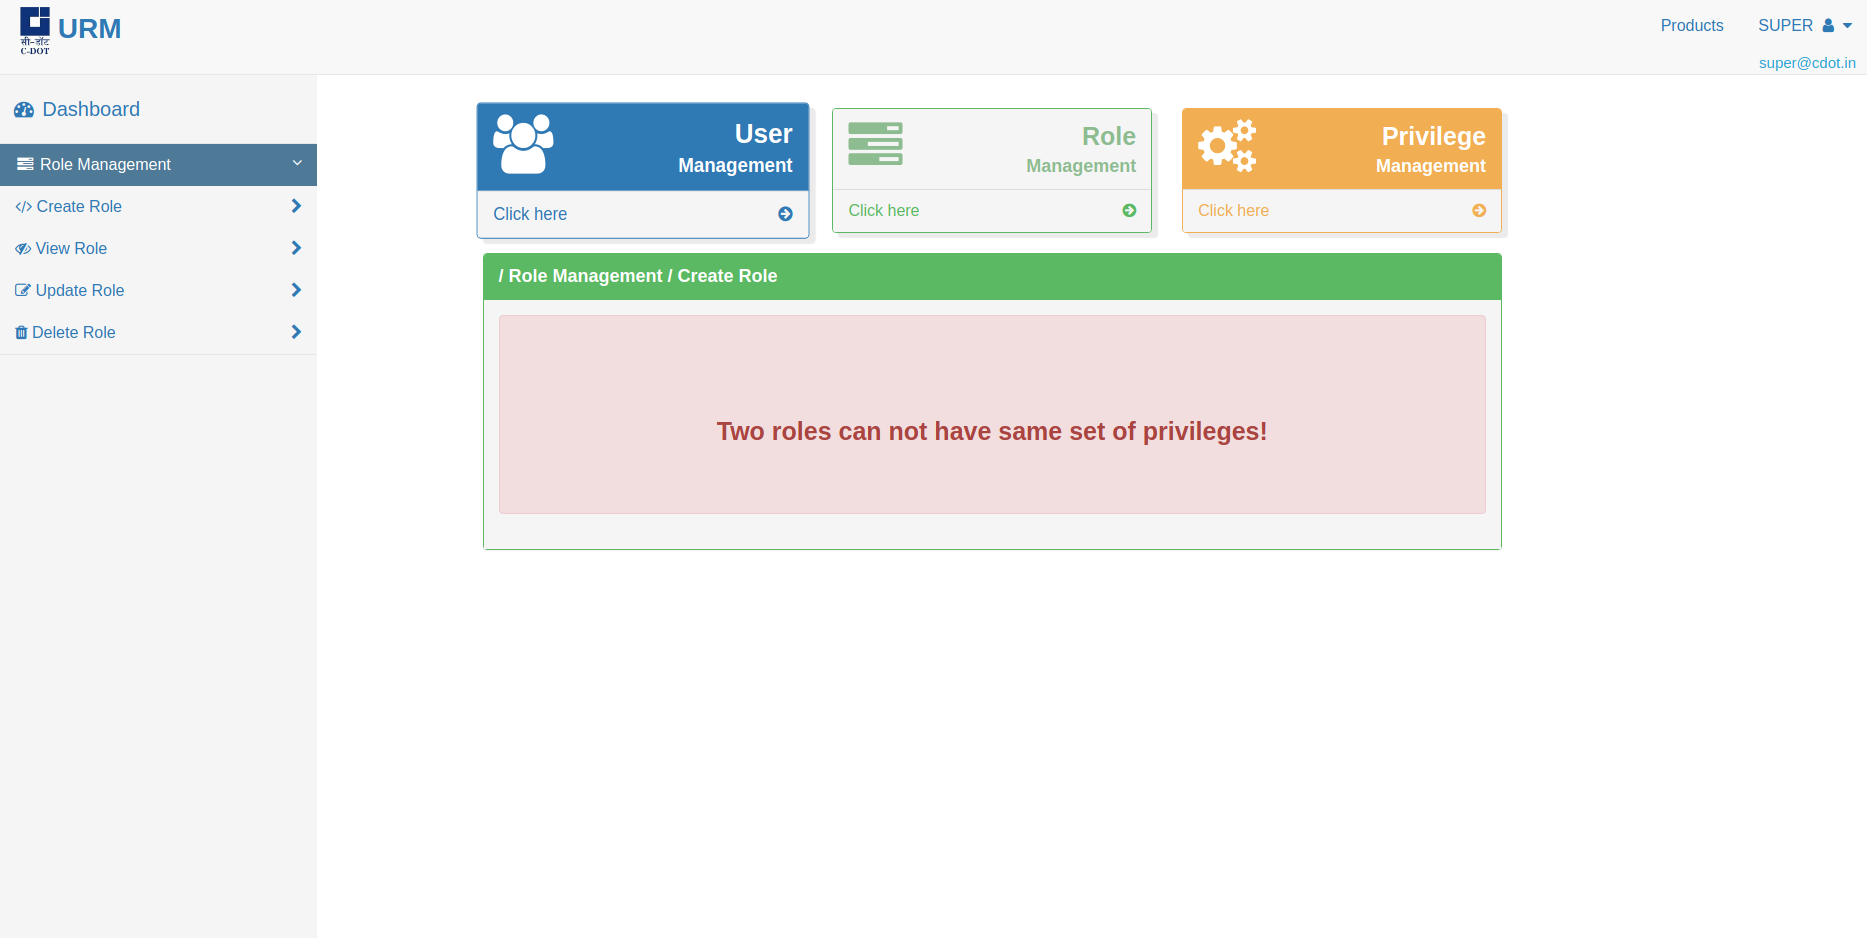 सी-डॉट
C-DOT
URM
Products
SUPER
super@cdot.in
Dashboard
Role Management
Create Role
View Role
Update Role
Delete Role
User
Management
Click here
Role
Management
Click here
Privilege
Management
Click here
/ Role Management / Create Role
Two roles can not have same set of privileges!